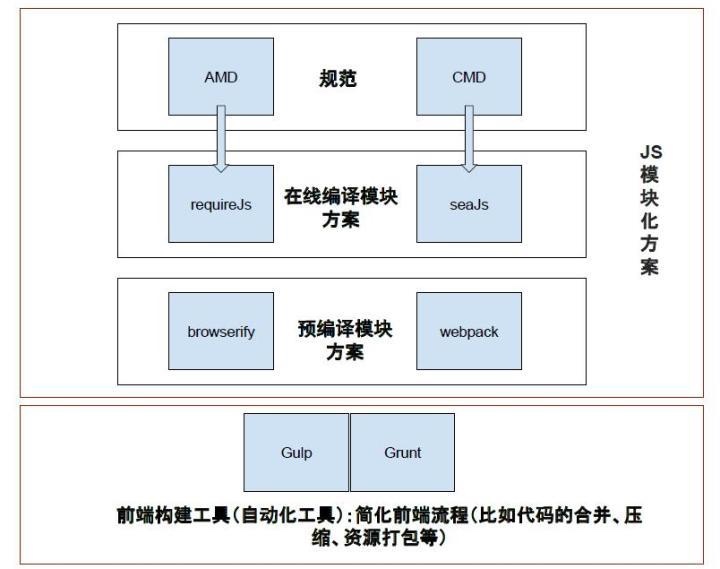 AMD
规范
CMD
requireJs
在线编译模块
方案
seaJs
browserify
预编译模块
方案
webpack
JS
模
块
化
方
案
Gulp
Grunt
前端构建工具（自动化工具）：简化前端流程（比如代码的合并、压
缩、资源打包等）